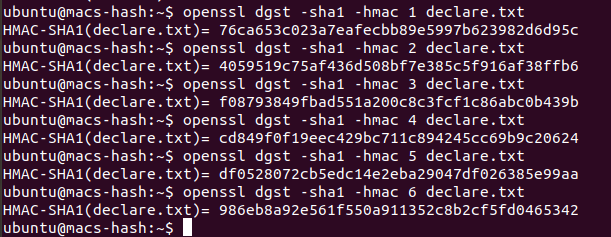 ubuntu@macs-hash:~$ openssl dgst -sha1 -hmac 1 declare.txt
HMAC-SHA1(declare.txt)= 76ca653c023a7eafecbb89e5997b623982d6d95c
ubuntu@macs-hash:~$ openssl dgst -sha1 -hmac 2 declare.txt
HMAC-SHA1(declare.txt)= 4059519c75af436d508bf7e385c5f916af38ffb6
ubuntu@macs-hash:~$ openssl dgst -sha1 -hmac 3 declare.txt
HMAC-SHA1(declare.txt)= f08793849fbad551a200c8c3fcf1c86abc0b439b
ubuntu@macs-hash:~$ openssl dgst -sha1 -hmac 4 declare.txt
HMAC-SHA1(declare.txt)= cd849f0f19eec429bc711c894245cc69b9c20624
ubuntu@macs-hash:~$ openssl dgst -sha1 -hmac 5 declare.txt
HMAC-SHA1(declare.txt)= df0528072cb5edc14e2eba29047df026385e99aa
ubuntu@macs-hash:~$ openssl dgst -sha1 -hmac 6 declare.txt
HMAC-SHA1(declare.txt)= 986eb8a92e561f550a911352c8b2cf5fd0465342
ubuntu@macs-hash:~$